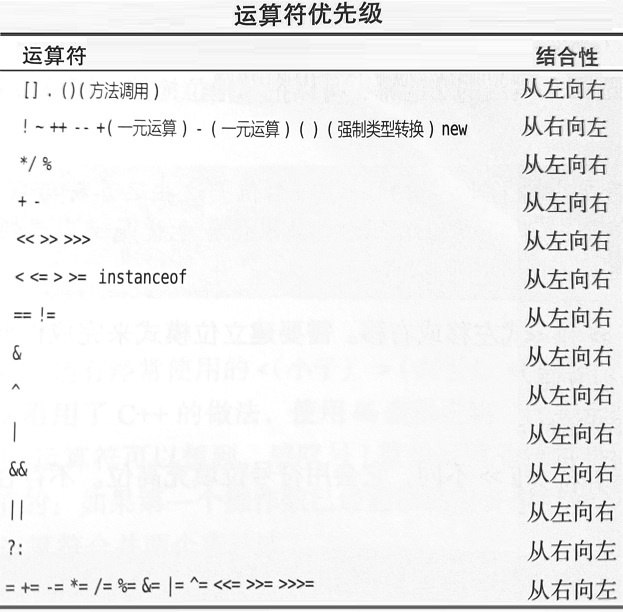 运算符优先级
运算符 结合性
[] . ()(方法调用) 从左向右
! ~ ++ -- +(一元运算) - (一元运算) ( ) (强制类型转换) new 从右向左
*/ % 从左向右
+ - 从左向右
<< >> >>> 从左向右
< <= > >= instanceof 从左向右
== != 从左向右
& 从左向右
^ 从左向右
| 从左向右
&& 从左向右
|| 从左向右
?: 从右向左
= += -= *= /= %= &= |= ^= <<= >>= >>>= 从右向左